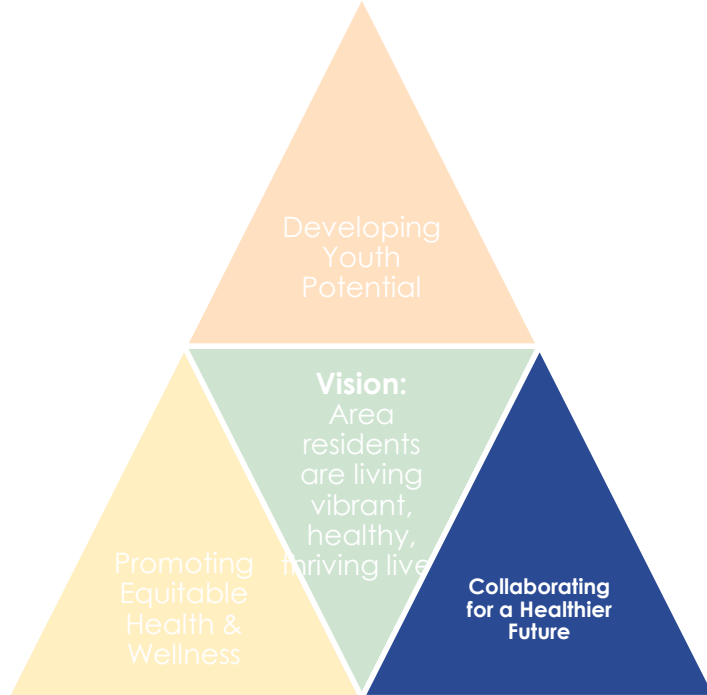 Developing
Youth
Potential
Vision:
Area
residents
are living
vibrant,
healthy,
thriving live
Promoting
Equitable
Health &
Wellness
Collaborating
for a Healthier
Future